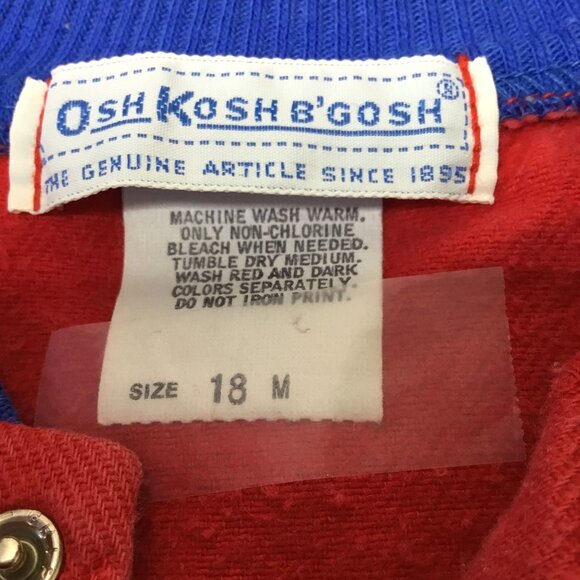 OSH KOSH B'GOSH®
THE GENUINE ARTICLE SINCE 1895
MACHINE WASH WARM.
ONLY NON-CHLORINE
BLEACH WHEN NEEDED.
TUMBLE DRY MEDIUM.
WASH RED AND DARK
COLORS SEPARATELY.
DO NOT IRON PRINT.
SIZE 18 M